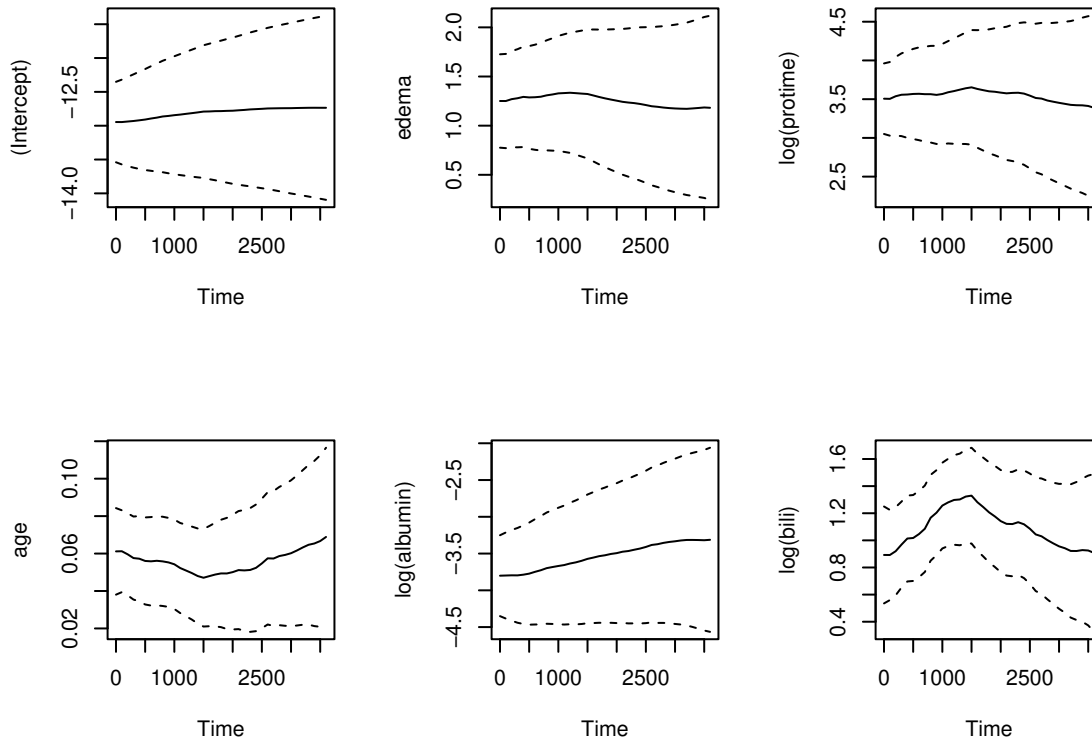 (Intercept)
−12.5
−14.0
0 1000 2500
Time
edema
2.0
1.5
1.0
0.5
0 1000 2500
Time
log(protime)
4.5
3.5
2.5
0 1000 2500
Time
age
0.10
0.06
0.02
0 1000 2500
Time
log(albumin)
−2.5
−3.5
−4.5
0 1000 2500
Time
log(bili)
1.6
1.2
0.8
0.4
0 1000 2500
Time